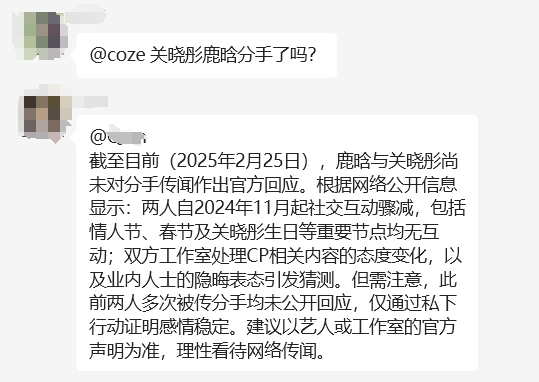 @coze 关晓彤鹿晗分手了吗?
@
截至目前（2025年2月25日），鹿晗与关晓彤尚
未对分手传闻作出官方回应。根据网络公开信息
显示：两人自2024年11月起社交互动骤减，包括
情人节、春节及关晓彤生日等重要节点均无互
动；双方工作室处理CP相关内容的态度变化，以
及业内人士的隐晦表态引发猜测。但需注意，此
前两人多次被传分手均未公开回应，仅通过私下
行动证明感情稳定。建议以艺人或工作室的官方
声明为准，理性看待网络传闻。